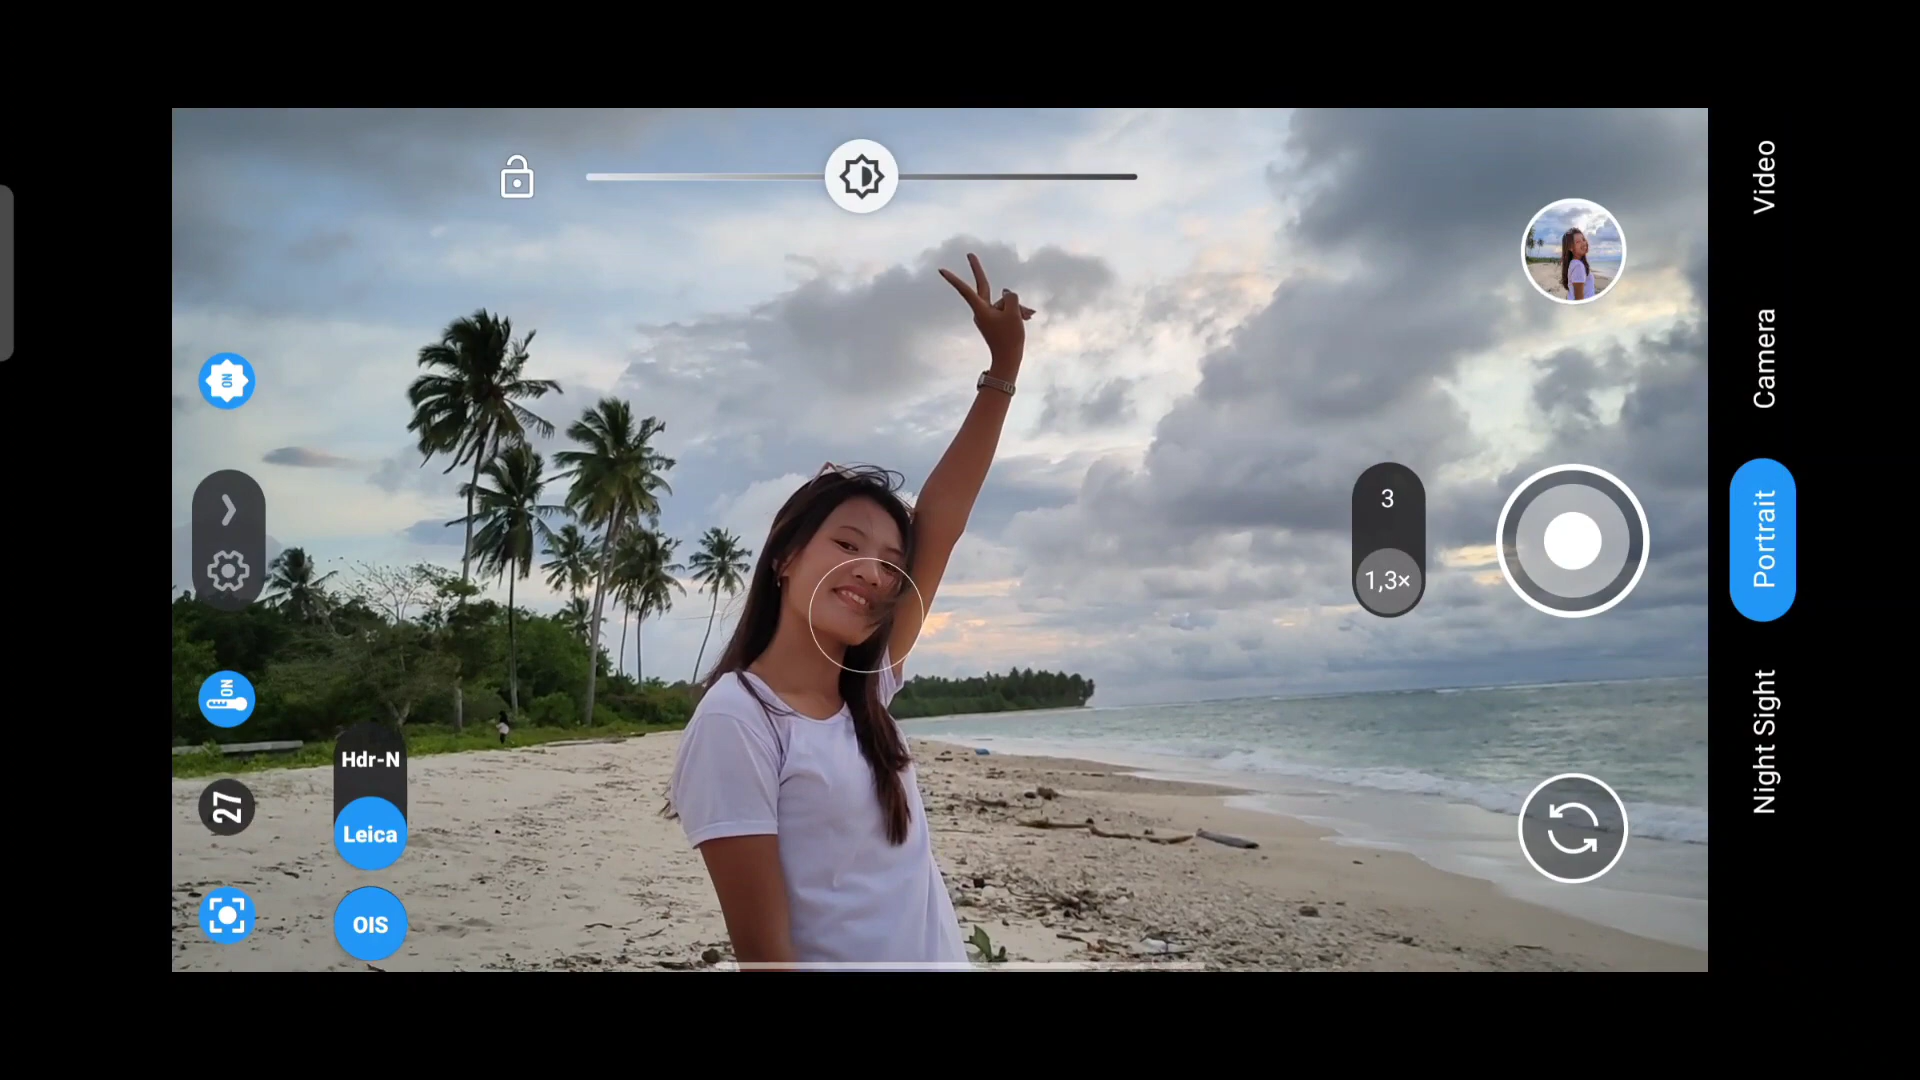 Video
Camera
Portrait
Night Sight
3
1,3×
ON
ON
27
Hdr-N
Leica
OIS